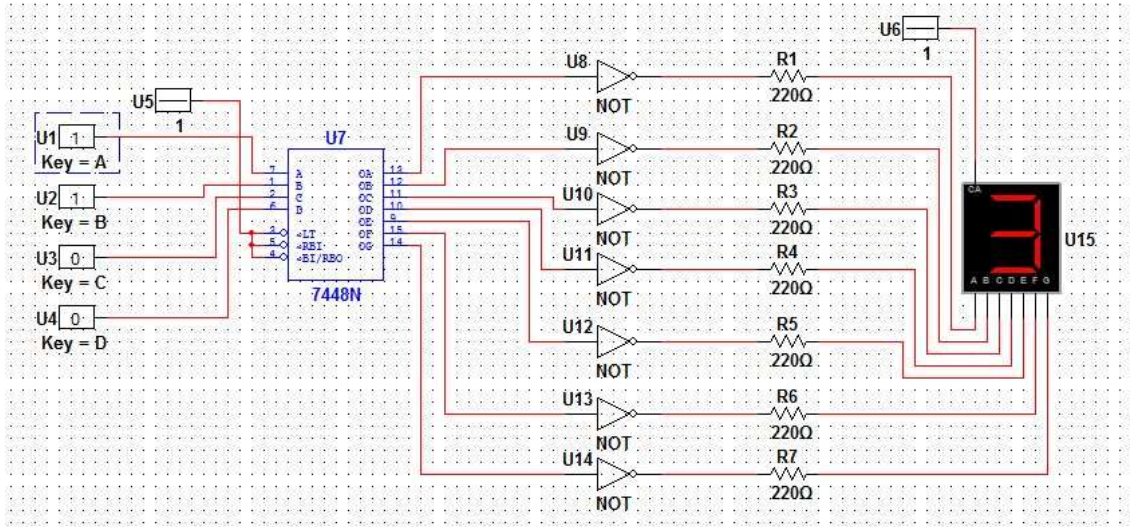 U1
1
Key = A
U2
1
Key = B
U3
0
Key = C
U4
0
Key = D
U5
1
U7
7
A
OA
13
1
B
OB
12
2
C
OC
11
6
D
OD
10
OE
9
3
~LT
OF
15
5
~RBI
OG
14
4
~BI/RBO
7448N
U8
NOT
U9
NOT
U10
NOT
U11
NOT
U12
NOT
U13
NOT
U14
NOT
R1
220Ω
R2
220Ω
R3
220Ω
R4
220Ω
R5
220Ω
R6
220Ω
R7
220Ω
U6
1
CA
3
A B C D E F G
U15